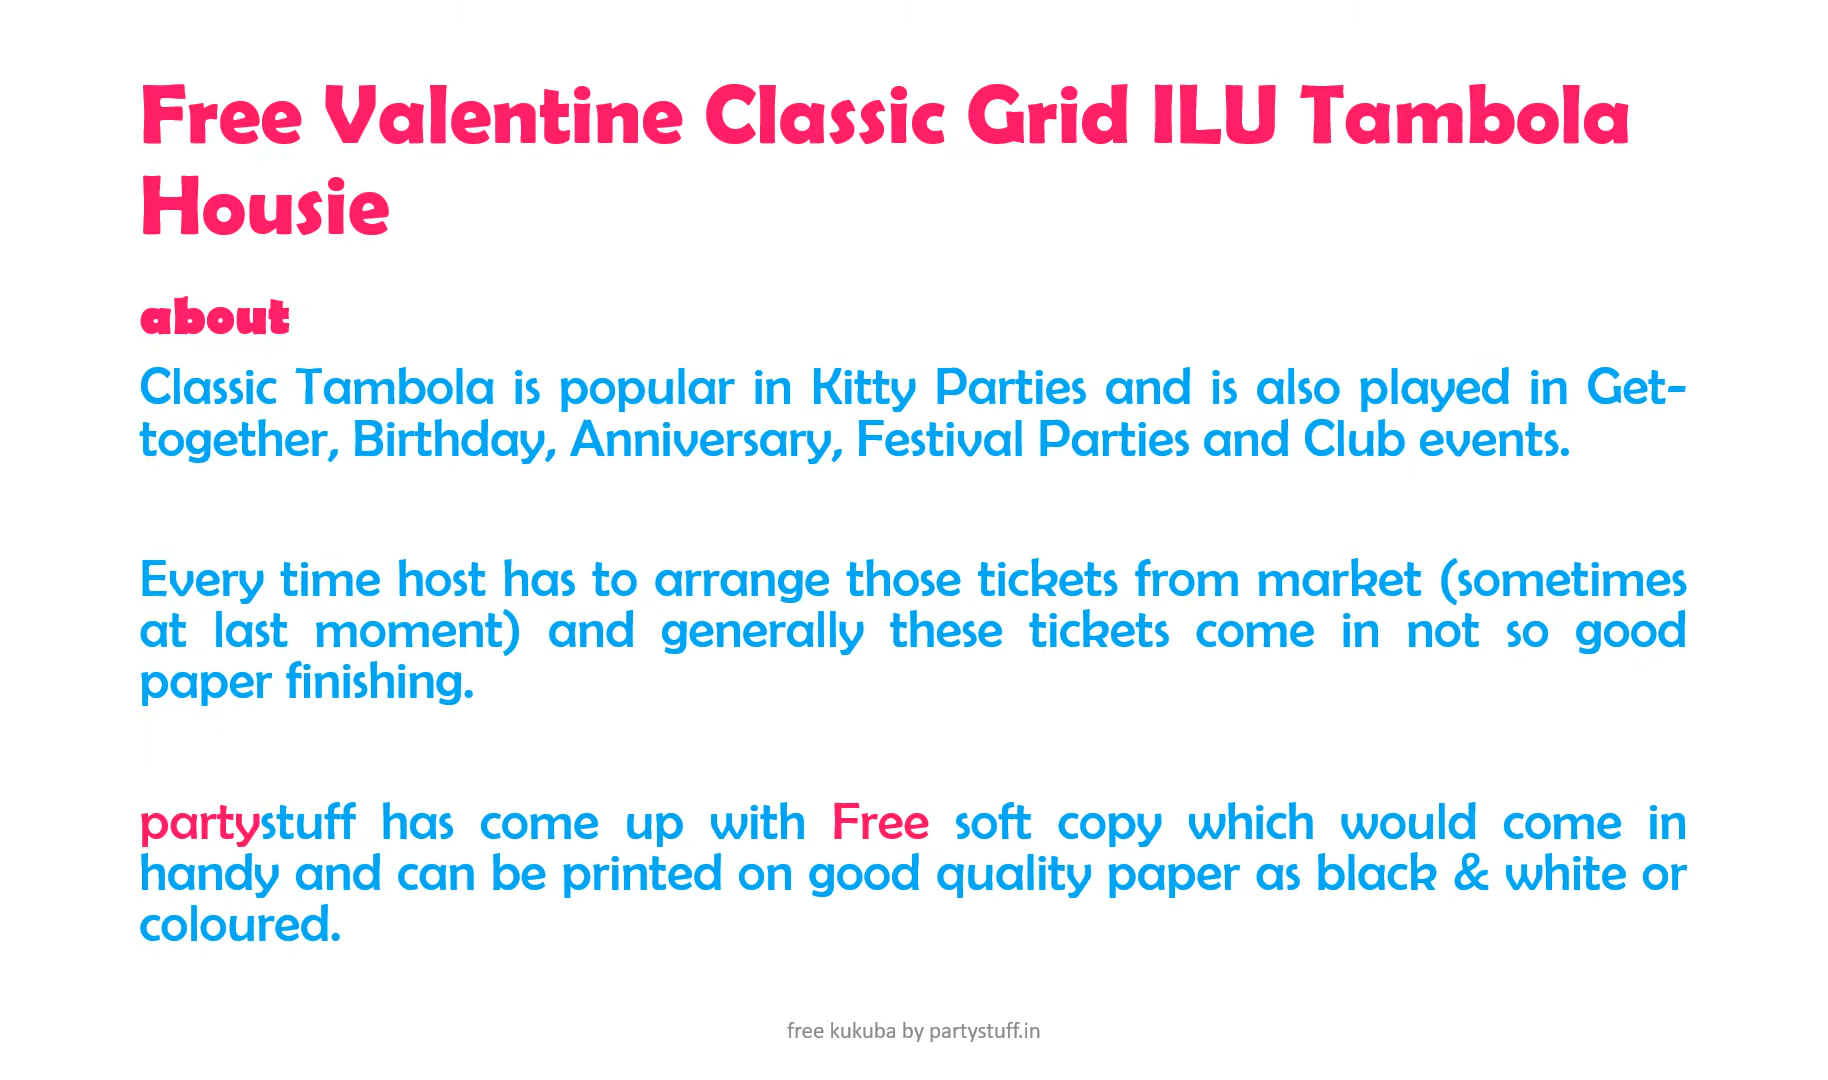 Free Valentine Classic Grid ILU Tambola
Housie
about
Classic Tambola is popular in Kitty Parties and is also played in Get-
together, Birthday, Anniversary, Festival Parties and Club events.
Every time host has to arrange those tickets from market (sometimes
at last moment) and generally these tickets come in not so good
paper finishing.
partystuff has come up with Free soft copy which would come in
handy and can be printed on good quality paper as black & white or
coloured.
free kukuba by partystuff.in